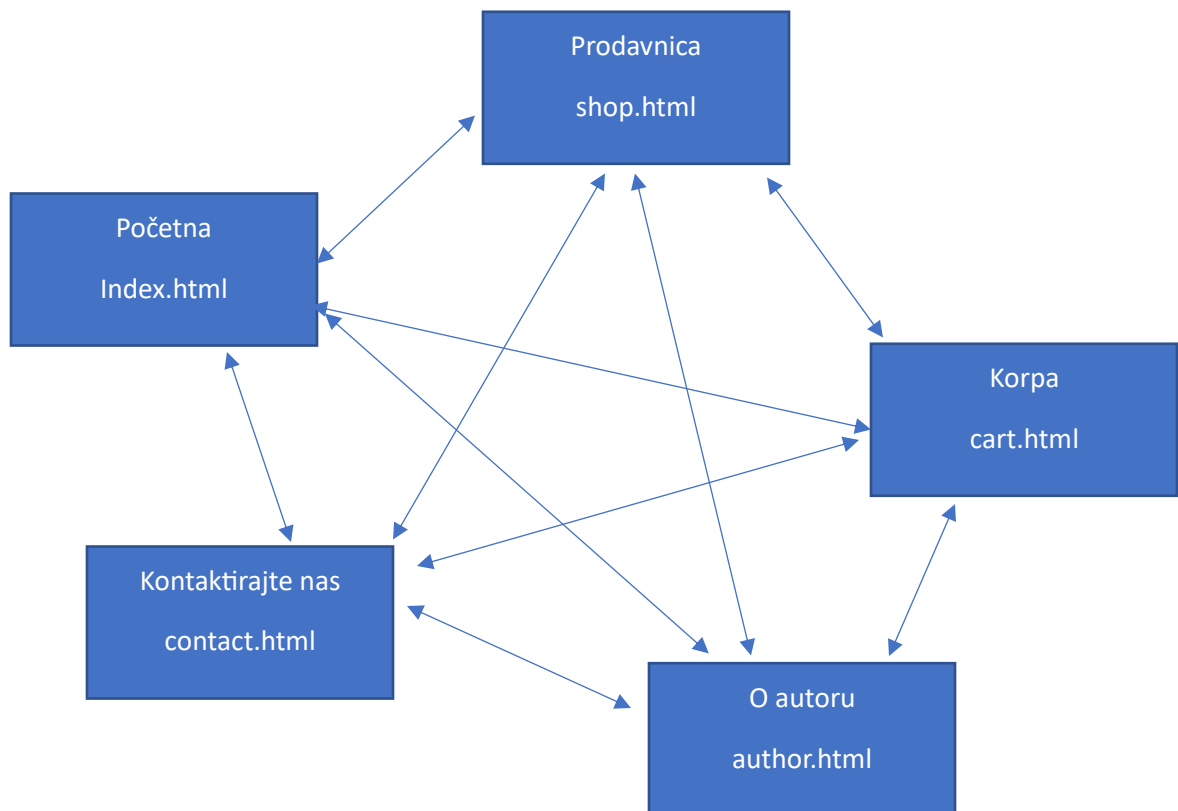 Prodavnica
shop.html
Početna
Index.html
Korpa
cart.html
Kontaktirajte nas
contact.html
O autoru
author.html